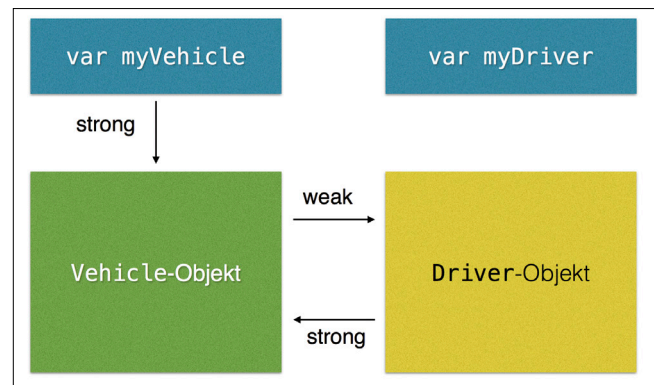 var myVehicle
var myDriver
strong
weak
Vehicle-Objekt
Driver-Objekt
strong